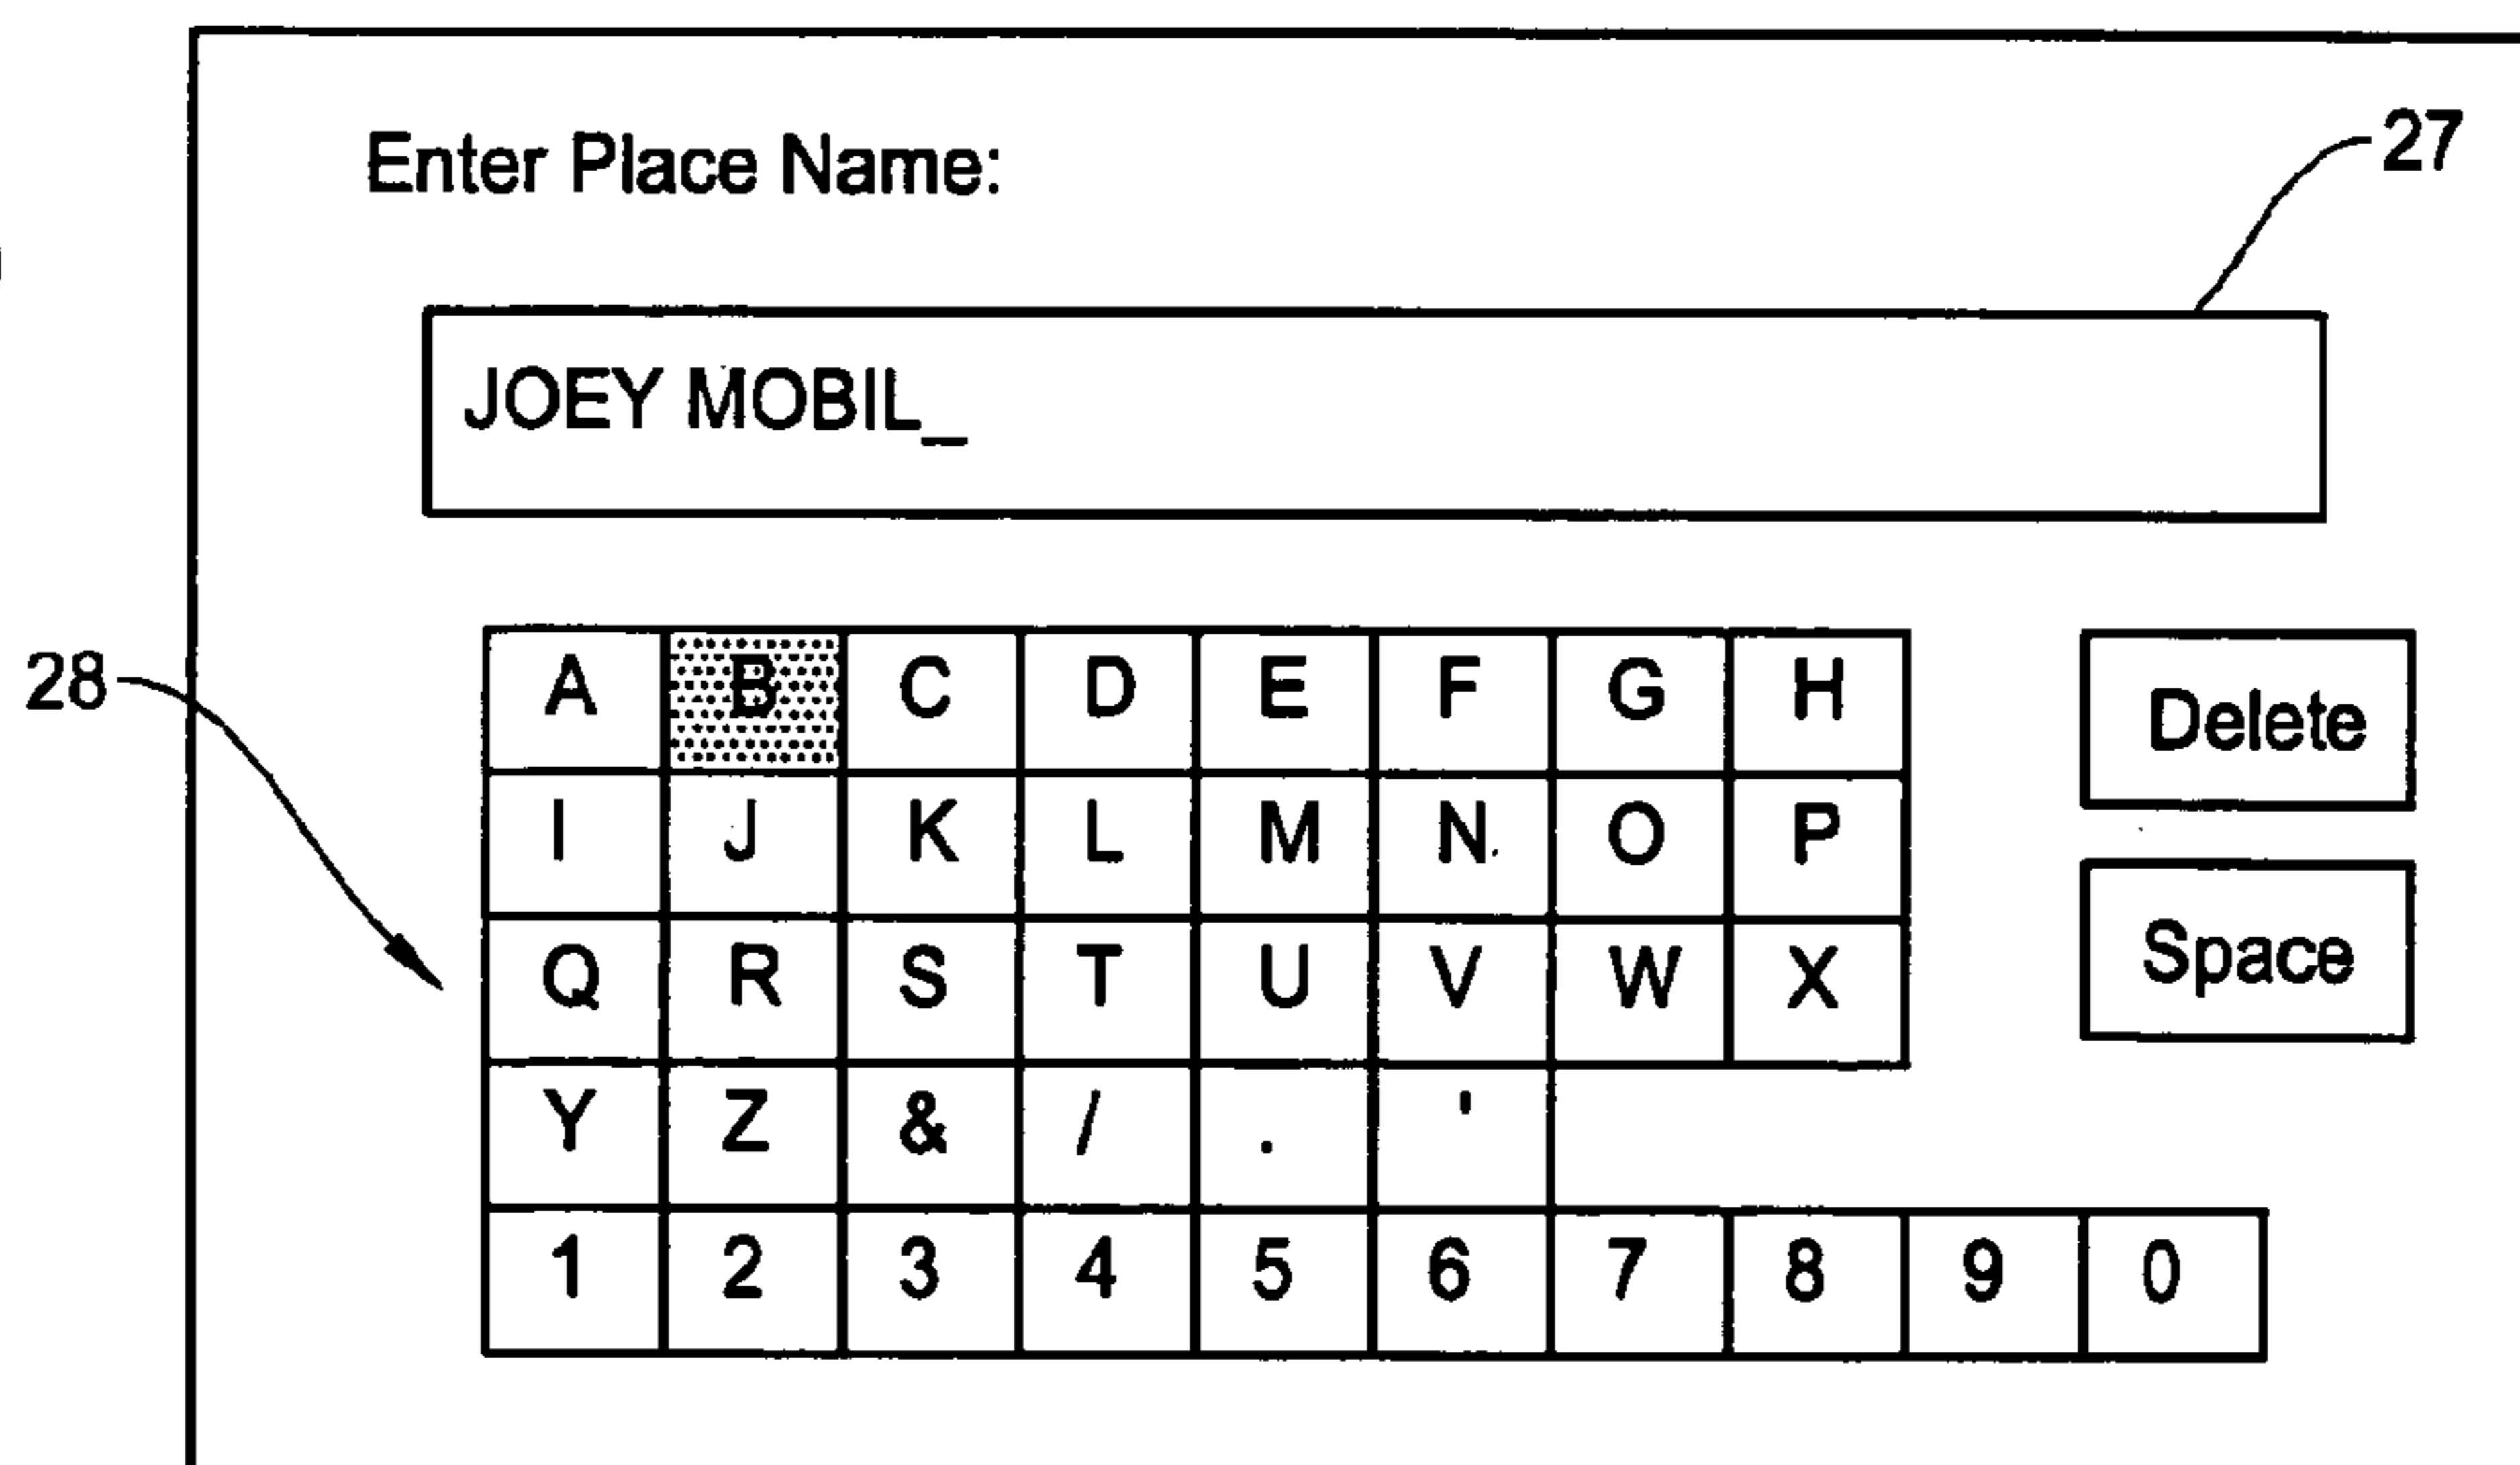 27
Enter Place Name:
JOEY MOBIL_
28
A B C D E F G H
Delete
I J K L M N O P
Q R S T U V W X
Space
Y Z & / . '
1 2 3 4 5 6 7 8 9 0